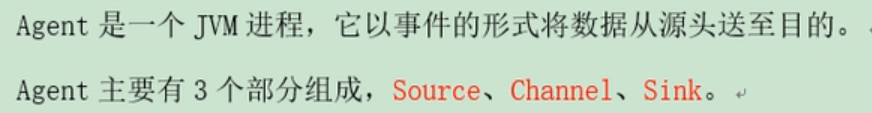 Agent 是一个 JVM 进程，它以事件的形式将数据从源头送至目的。
Agent 主要有 3 个部分组成，Source、Channel、Sink。